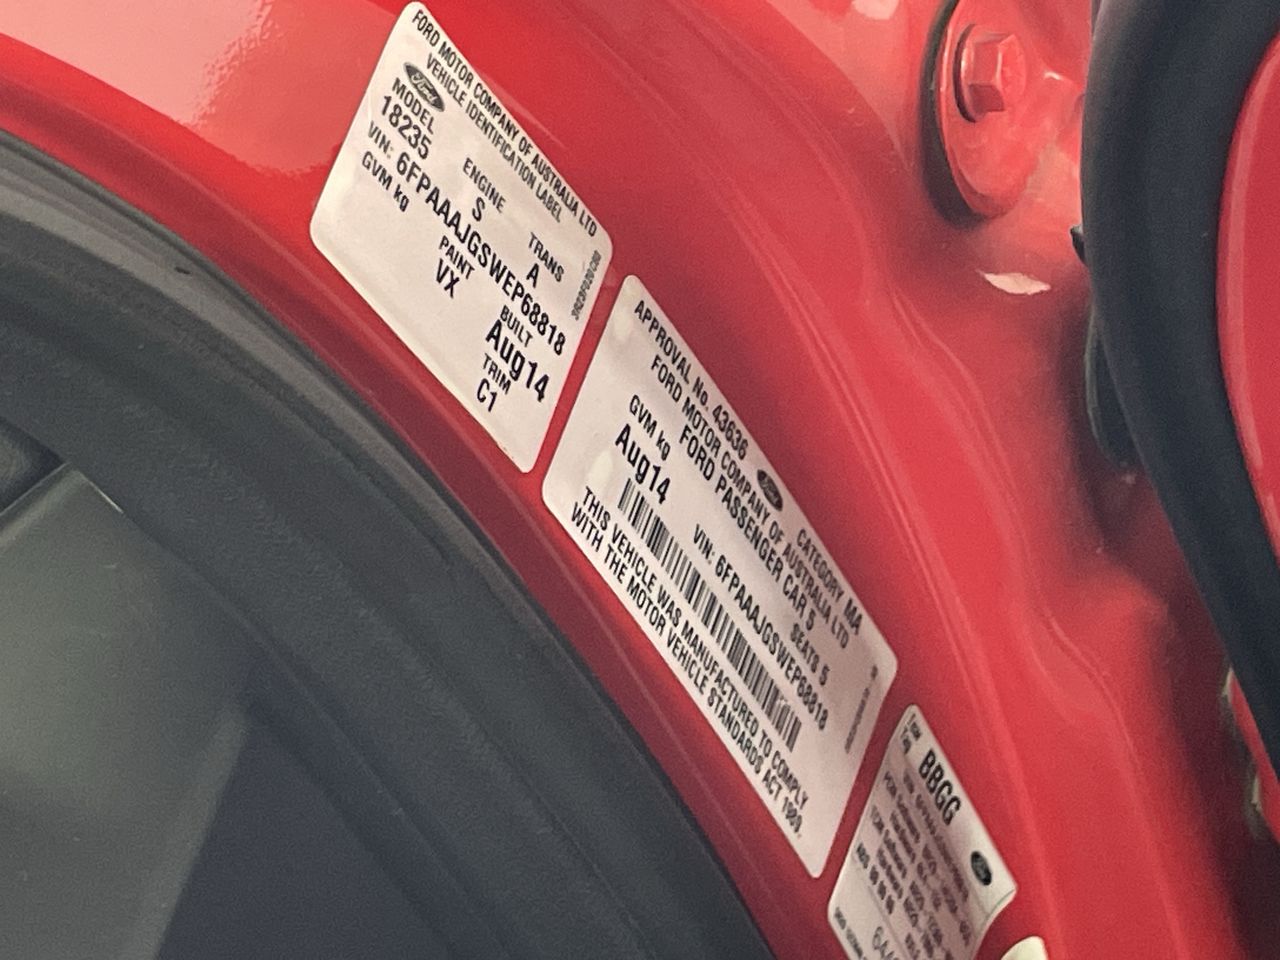 FORD MOTOR COMPANY OF AUSTRALIA LTD
VEHICLE IDENTIFICATION LABEL
Ford
MODEL ENGINE TRANS
18235 S A
VIN: 6FPAAAJGSWEP68818
GVM kg PAINT BUILT
VX Aug14
TRIM
C1
APPROVAL No. 43636 Ford CATEGORY MA
FORD MOTOR COMPANY OF AUSTRALIA LTD
FORD PASSENGER CAR 5
GVM kg SEATS 5
Aug14 VIN: 6FPAAAJGSWEP68818
THIS VEHICLE WAS MANUFACTURED TO COMPLY
WITH THE MOTOR VEHICLE STANDARDS ACT 1989.
BBGG